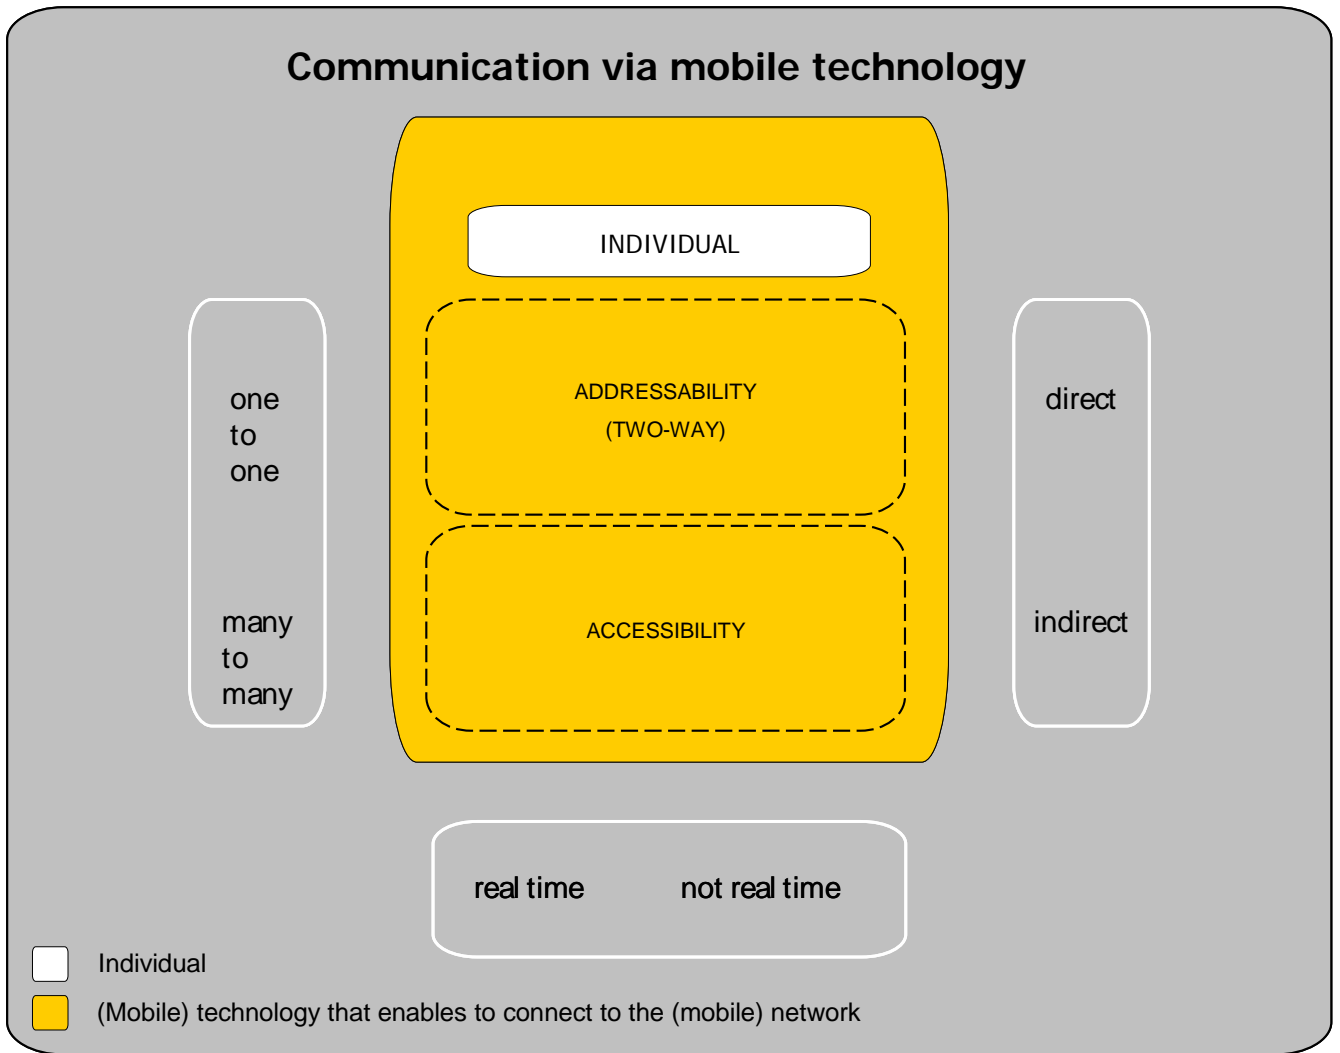 Communication via mobile technology
INDIVIDUAL
ADDRESSABILITY
(TWO-WAY)
ACCESSIBILITY
one
to
one
many
to
many
direct
indirect
real time
not real time
Individual
(Mobile) technology that enables to connect to the (mobile) network